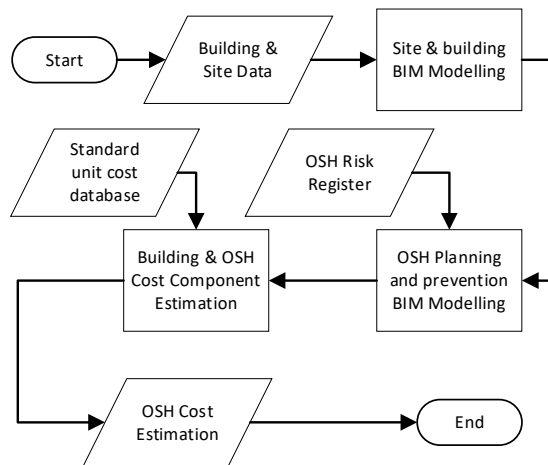 Start
Building &
Site Data
Site & building
BIM Modelling
Standard
unit cost
database
OSH Risk
Register
Building & OSH
Cost Component
Estimation
OSH Planning
and prevention
BIM Modelling
OSH Cost
Estimation
End